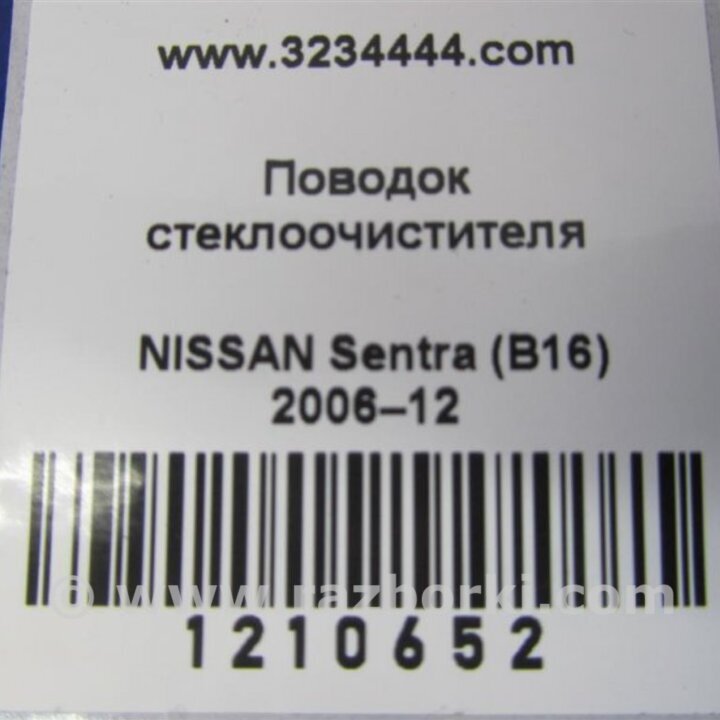 www.3234444.com
Поводок
стеклоочистителя
NISSAN Sentra (B16)
2006–12
© www.razborki.com
1210652